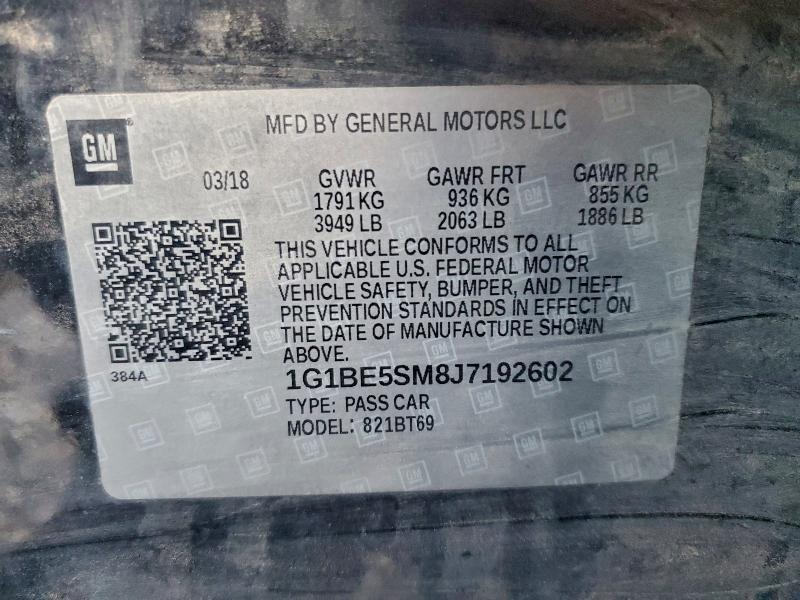 MFD BY GENERAL MOTORS LLC
GM
03/18 GVWR GAWR FRT GAWR RR
1791 KG 936 KG 855 KG
3949 LB 2063 LB 1886 LB
THIS VEHICLE CONFORMS TO ALL
APPLICABLE U.S. FEDERAL MOTOR
VEHICLE SAFETY, BUMPER, AND THEFT
PREVENTION STANDARDS IN EFFECT ON
THE DATE OF MANUFACTURE SHOWN
ABOVE.
384A
1G1BE5SM8J7192602
TYPE: PASS CAR
MODEL: 821BT69